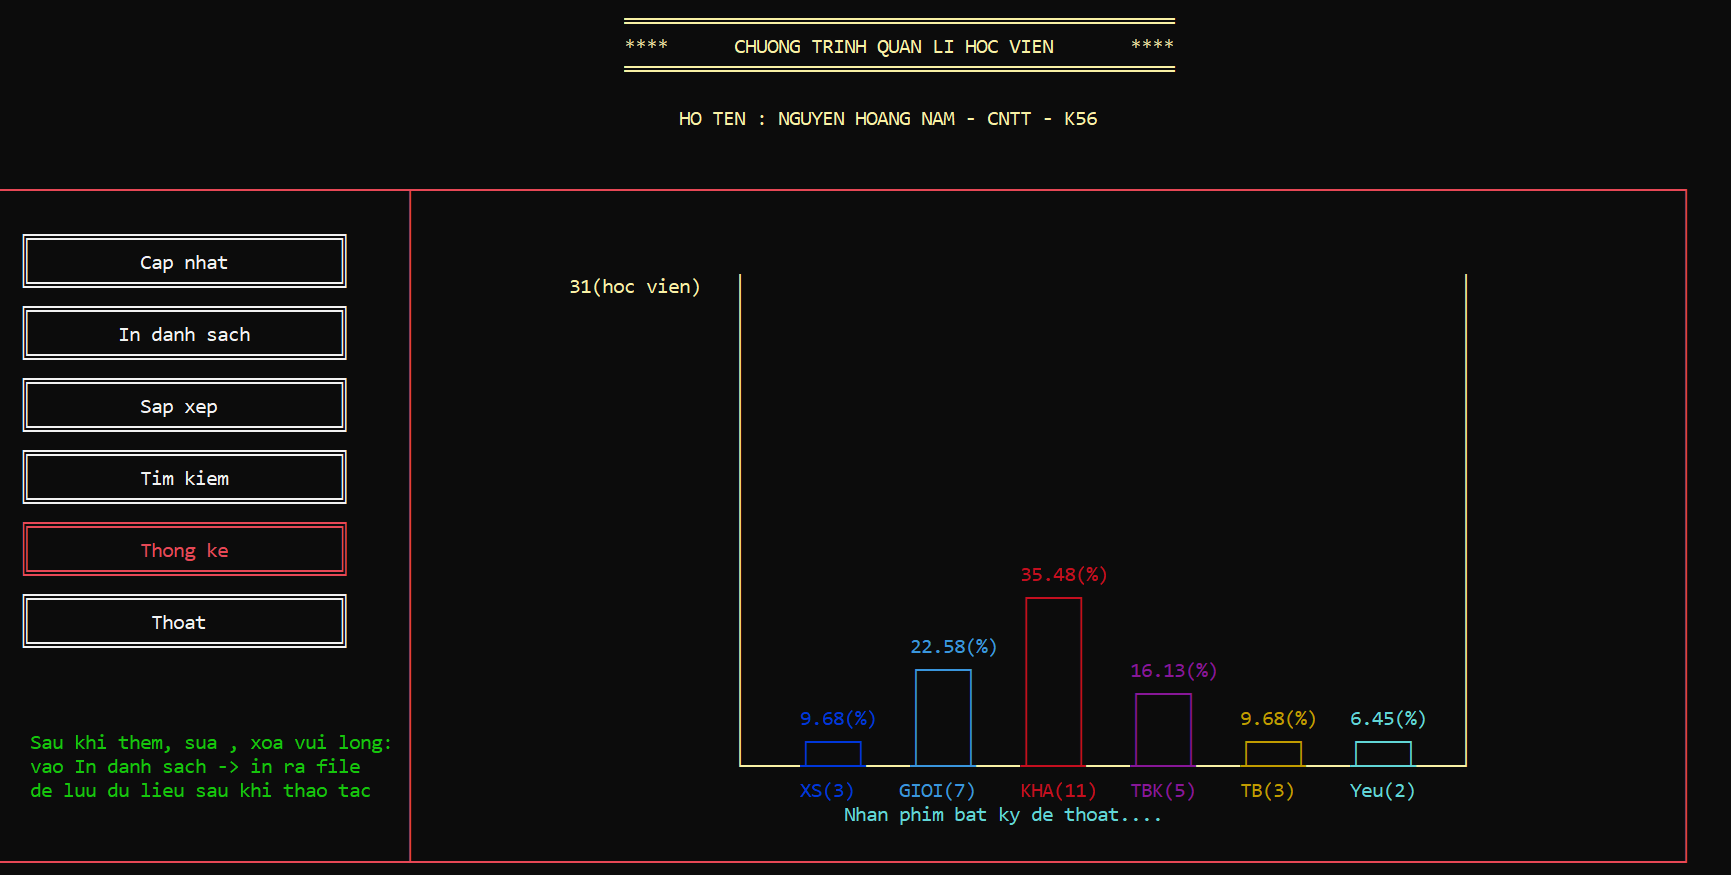 **** CHUONG TRINH QUAN LI HOC VIEN ****
HO TEN : NGUYEN HOANG NAM - CNTT - K56
Cap nhat
In danh sach
Sap xep
Tim kiem
Thong ke
Thoat
Sau khi them, sua , xoa vui long:
vao In danh sach -> in ra file
de luu du lieu sau khi thao tac
31(hoc vien)
35.48(%)
22.58(%)
16.13(%)
9.68(%) 9.68(%) 6.45(%)
XS(3) GIOI(7) KHA(11) TBK(5) TB(3) Yeu(2)
Nhan phim bat ky de thoat....